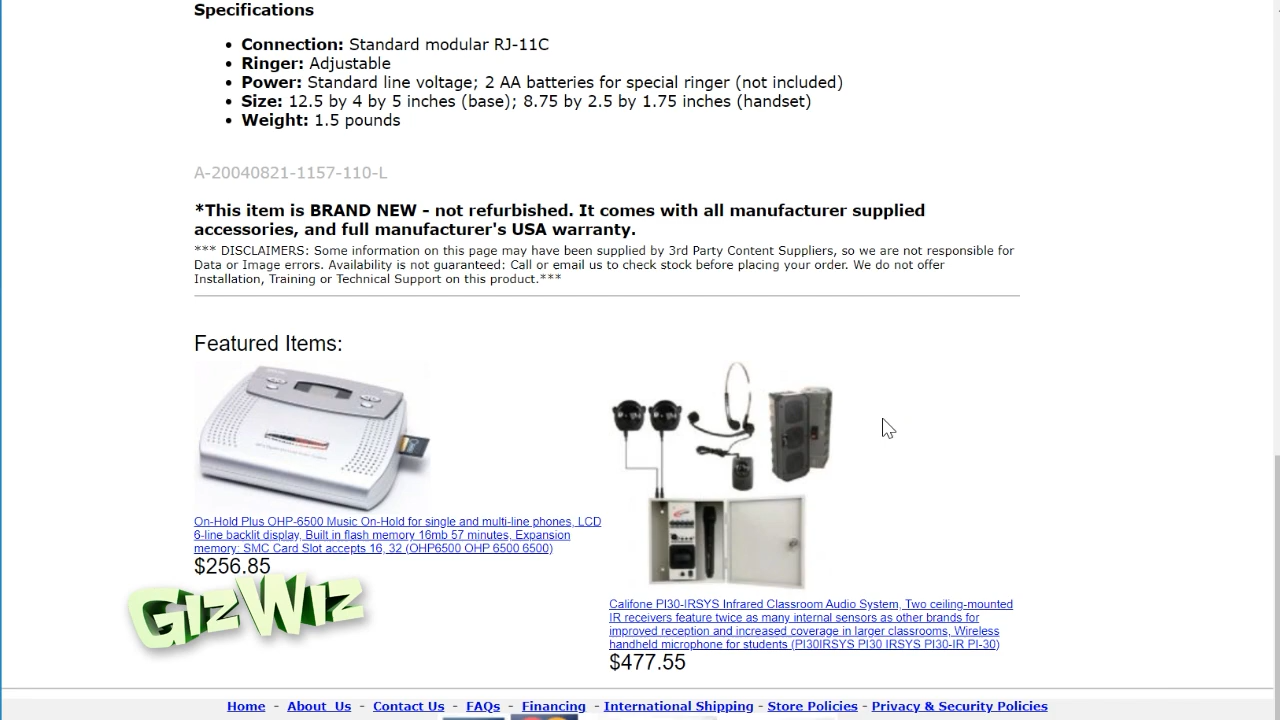 Specifications
• Connection: Standard modular RJ-11C
• Ringer: Adjustable
• Power: Standard line voltage; 2 AA batteries for special ringer (not included)
• Size: 12.5 by 4 by 5 inches (base); 8.75 by 2.5 by 1.75 inches (handset)
• Weight: 1.5 pounds
A-20040821-1157-110-L
*This item is BRAND NEW - not refurbished. It comes with all manufacturer supplied
accessories, and full manufacturer's USA warranty.
*** DISCLAIMERS: Some information on this page may have been supplied by 3rd Party Content Suppliers, so we are not responsible for
Data or Image errors. Availability is not guaranteed: Call or email us to check stock before placing your order. We do not offer
Installation, Training or Technical Support on this product.***
Featured Items:
On-Hold Plus OHP-6500 Music On-Hold for single and multi-line phones, LCD
6-line backlit display, Built in flash memory 16mb 57 minutes, Expansion
memory: SMC Card Slot accepts 16, 32 (OHP6500 OHP 6500 6500)
$256.85
GizWiz
Califone PI30-IRSYS Infrared Classroom Audio System, Two ceiling-mounted
IR receivers feature twice as many internal sensors as other brands for
improved reception and increased coverage in larger classrooms, Wireless
handheld microphone for students (PI30IRSYS PI30 IRSYS PI30-IR PI-30)
$477.55
Home - About Us - Contact Us - FAQs - Financing - International Shipping - Store Policies - Privacy & Security Policies